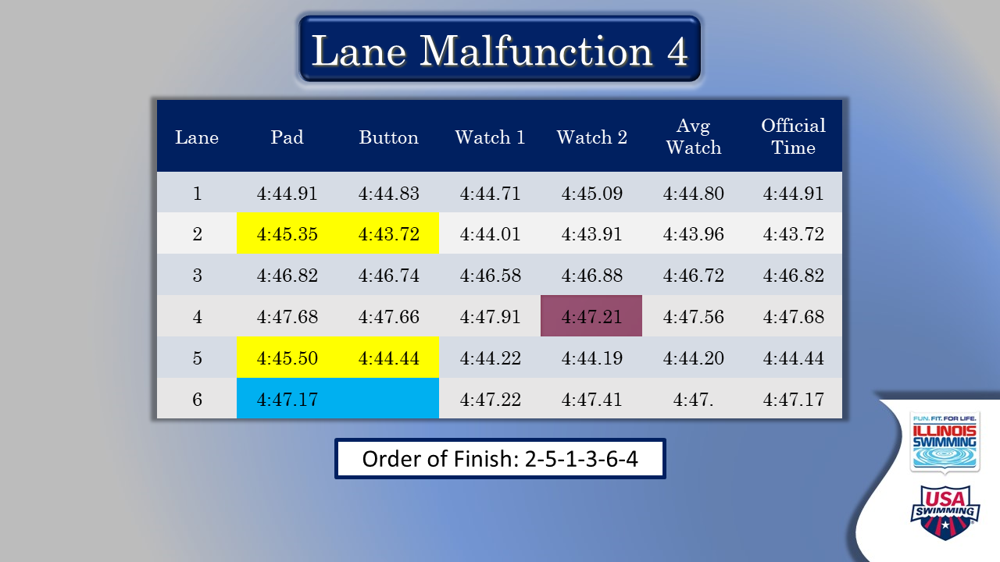 Lane Malfunction 4
Lane Pad Button Watch 1 Watch 2 Avg Watch Official Time
1 4:44.91 4:44.83 4:44.71 4:45.09 4:44.80 4:44.91
2 4:45.35 4:43.72 4:44.01 4:43.91 4:43.96 4:43.72
3 4:46.82 4:46.74 4:46.58 4:46.88 4:46.72 4:46.82
4 4:47.68 4:47.66 4:47.91 4:47.21 4:47.56 4:47.68
5 4:45.50 4:44.44 4:44.22 4:44.19 4:44.20 4:44.44
6 4:47.17 4:47.22 4:47.41 4:47. 4:47.17
Order of Finish: 2-5-1-3-6-4
FUN. FIT. FOR LIFE.
ILLINOIS
SWIMMING
USA
SWIMMING